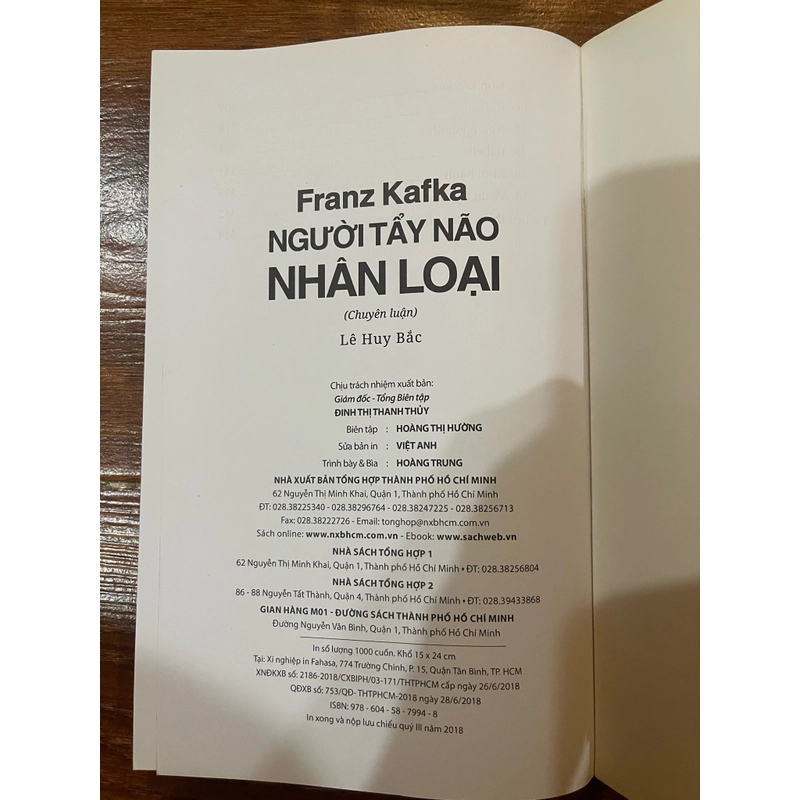 Franz Kafka
NGƯỜI TẨY NÃO
NHÂN LOẠI
(Chuyên luận)
Lê Huy Bắc
Chịu trách nhiệm xuất bản:
Giám đốc - Tổng Biên tập
ĐINH THỊ THANH THỦY
Biên tập : HOÀNG THỊ HƯỜNG
Sửa bản in : VIỆT ANH
Trình bày & Bìa : HOÀNG TRUNG
NHÀ XUẤT BẢN TỔNG HỢP THÀNH PHỐ HỒ CHÍ MINH
62 Nguyễn Thị Minh Khai, Quận 1, Thành phố Hồ Chí Minh
ĐT: 028.38225340 - 028.38296764 - 028.38247225 - 028.38256713
Fax: 028.38222726 - Email: tonghop@nxbhcm.com.vn
Sách online: www.nxbhcm.com.vn - Ebook: www.sachweb.vn
NHÀ SÁCH TỔNG HỢP 1
62 Nguyễn Thị Minh Khai, Quận 1, Thành phố Hồ Chí Minh • ĐT: 028.38256804
NHÀ SÁCH TỔNG HỢP 2
86 - 88 Nguyễn Tất Thành, Quận 4, Thành phố Hồ Chí Minh • ĐT: 028.39433868
GIAN HÀNG M01 - ĐƯỜNG SÁCH THÀNH PHỐ HỒ CHÍ MINH
Đường Nguyễn Văn Bình, Quận 1, Thành phố Hồ Chí Minh
In số lượng 1000 cuốn. Khổ 15 x 24 cm
Tại: Xí nghiệp in Fahasa, 774 Trường Chinh, P. 15, Quận Tân Bình, TP. HCM
XNĐKXB số: 2186-2018/CXBIPH/03-171/THTPHCM cấp ngày 26/6/2018
QĐXB số: 753/QĐ- THTPHCM-2018 ngày 28/6/2018
ISBN: 978 - 604 - 58 - 7994 - 8
In xong và nộp lưu chiểu quý III năm 2018